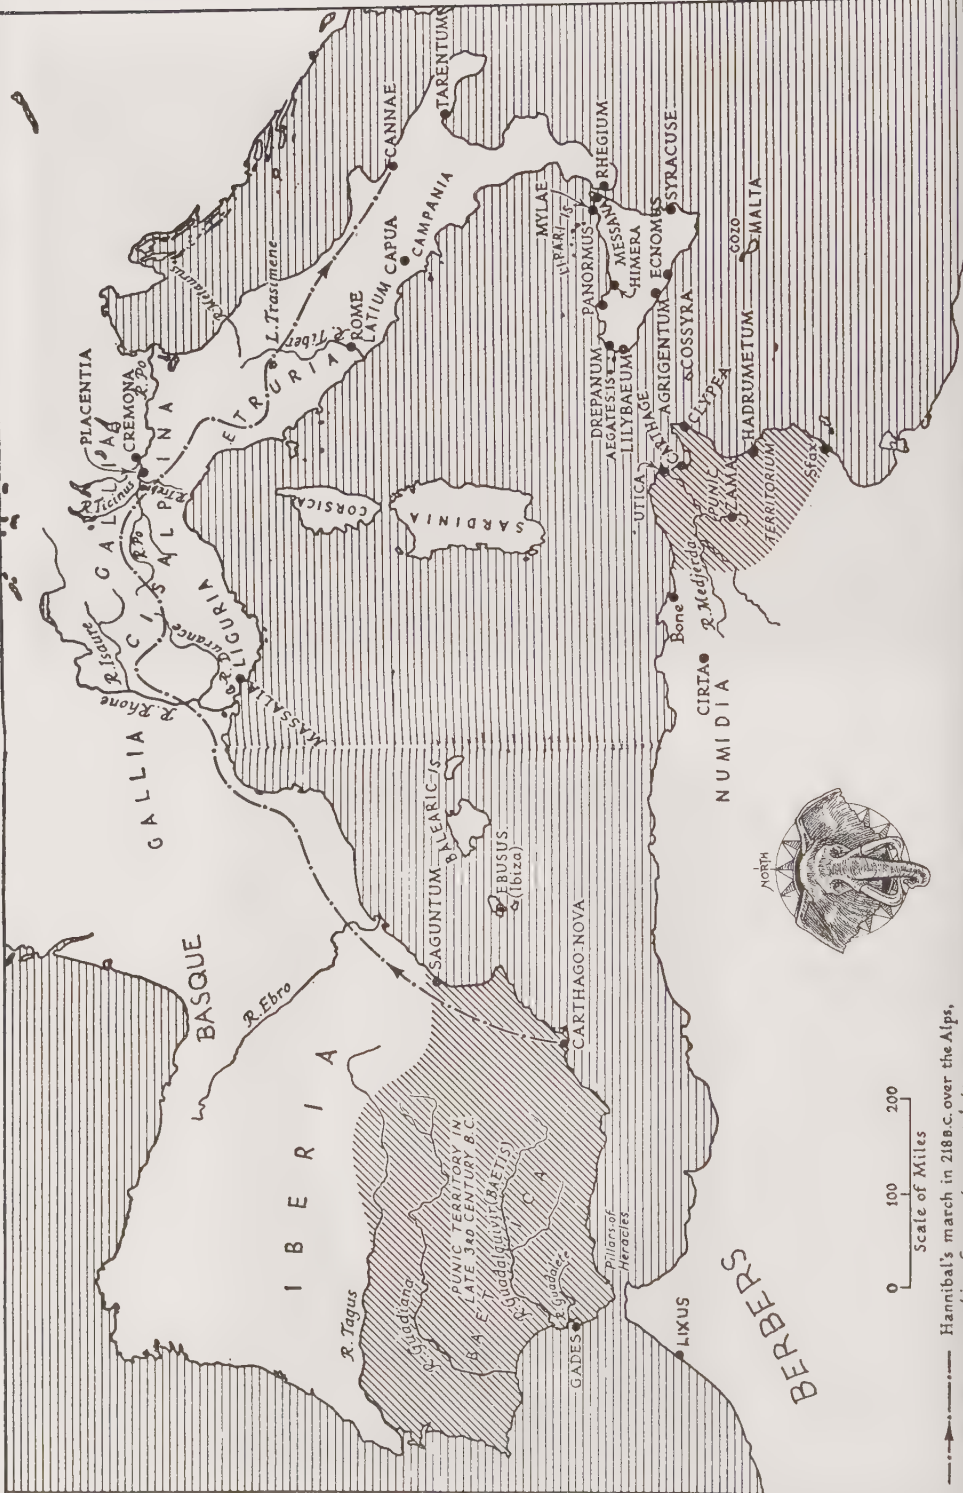 GALLIA
CISALPINA
GALLIA
PLACENTIA
CREMONA
R. Po
R. Po
R. Ticinus
R. Isaure
R. Rhone
R. Durance
LIGURIA
MASSALIA
ETRURIA
R. Metaurus
L. Trasimene
R. Tiber
ROME
LATIUM
CAPUA
CAMPANIA
CANNAE
TARENTUM
CORSICA
SARDINIA
BASQUE
R. Ebro
IBERIA
R. Tagus
R. Guadiana
PUNIC TERRITORY IN
LATE 3RD CENTURY B.C.
BAETICA
R. Guadalquivir (BAETIS)
R. Guadalete
GADES
Pillars of
Heracles
SAGUNTUM
BALEARIC IS
EBUSUS
(Ibiza)
CARTHAGO NOVA
MYLAE
LIPARI IS
RHEGIUM
PANORMUS
MESSANA
HIMERA
ECNOMUS
SYRACUSE
DREPANUM
AEGATES IS
LILYBAEUM
AGRIGENTUM
COSSYRA
GOZO
MALTA
UTICA
CARTHAGE
CLYPEA
HADRUMETUM
PUNIC
TERRITORIUM
ZAMA
Sfax
R. Medjerda
Bone
CIRTA
NUMIDIA
LIXUS
BERBERS
NORTH
0 100 200
Scale of Miles
Hannibal's march in 218 B.C. over the Alps,